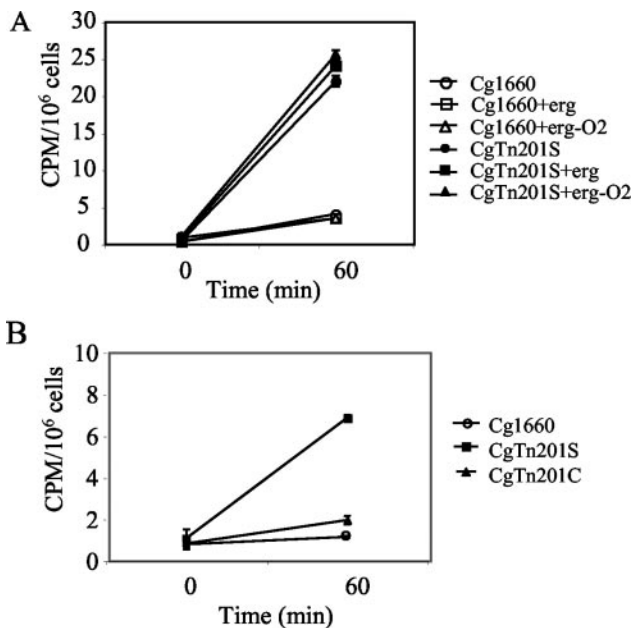 A
CPM/10⁶ cells
30
25
20
15
10
5
0
0 60
Time (min)
Cg1660
Cg1660+erg
Cg1660+erg-O2
CgTn201S
CgTn201S+erg
CgTn201S+erg-O2
B
CPM/10⁶ cells
10
8
6
4
2
0
0 60
Time (min)
Cg1660
CgTn201S
CgTn201C